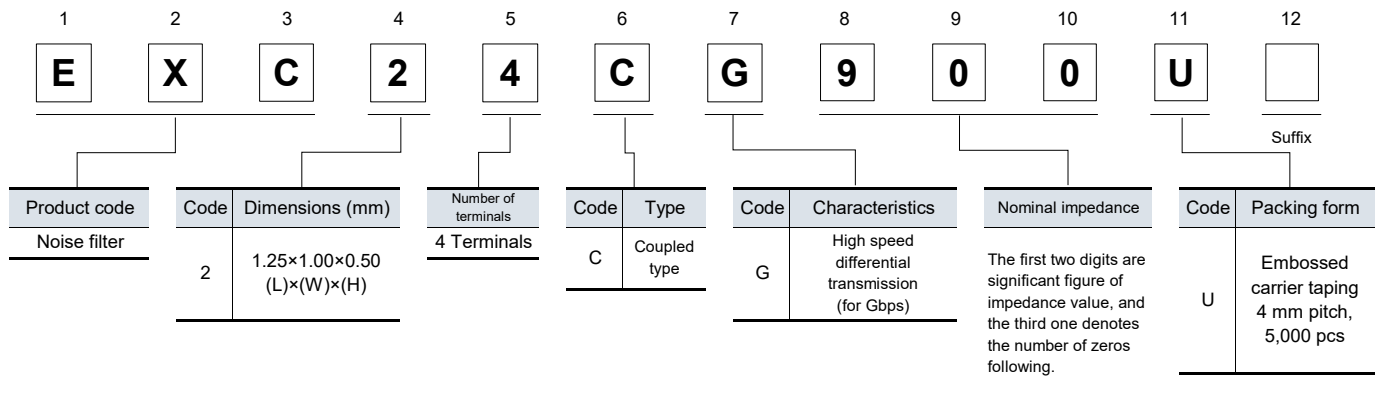 1 2 3 4 5 6 7 8 9 10 11 12
E X C 2 4 C G 9 0 0 U
Suffix
Product code
Noise filter
Code Dimensions (mm)
2
1.25×1.00×0.50
(L)×(W)×(H)
Number of
terminals
4 Terminals
Code Type
C
Coupled
type
Code Characteristics
G
High speed
differential
transmission
(for Gbps)
Nominal impedance
The first two digits are
significant figure of
impedance value, and
the third one denotes
the number of zeros
following.
Code Packing form
U
Embossed
carrier taping
4 mm pitch,
5,000 pcs